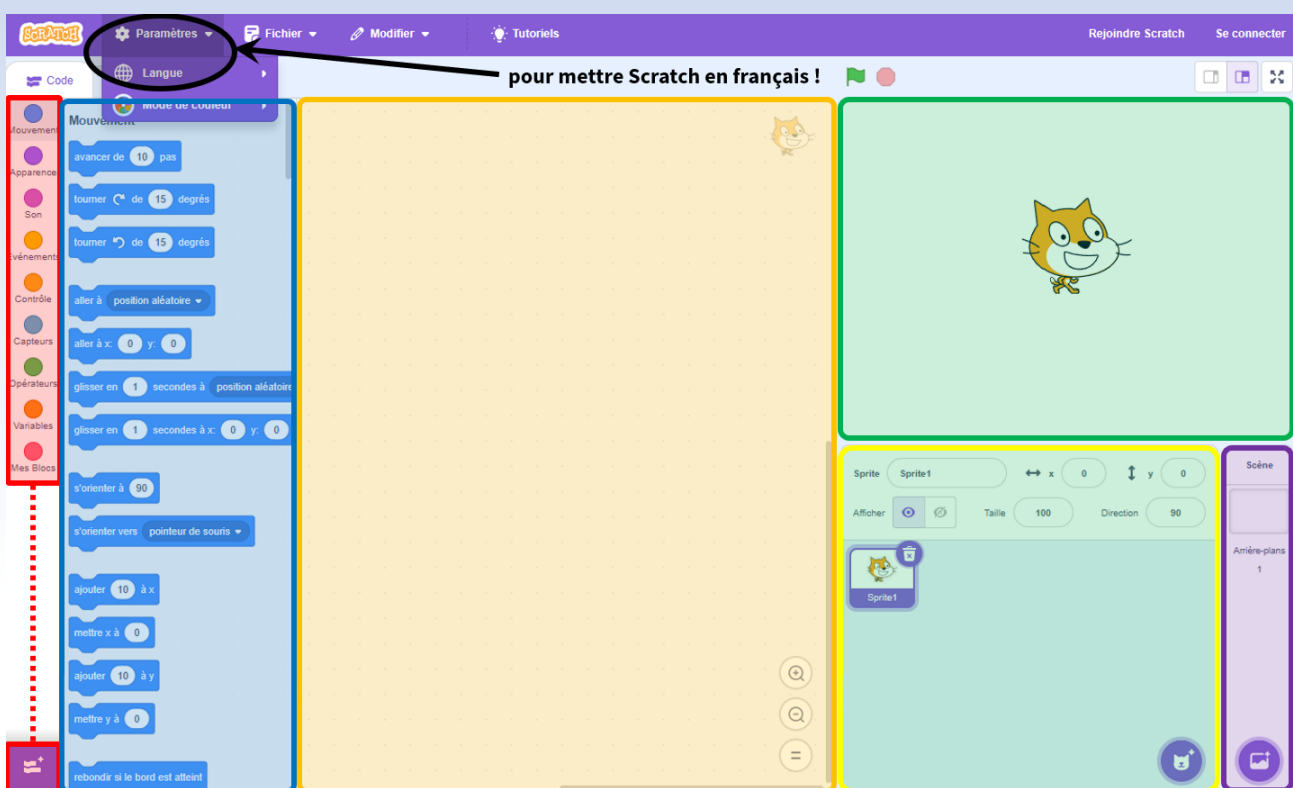 SCRATCH Paramètres Fichier Modifier Tutoriels Rejoindre Scratch Se connecter
Code
Langue
pour mettre Scratch en français !
Mode de couleur
Mouvement
Apparence
Son
Événements
Contrôle
Capteurs
Opérateurs
Variables
Mes Blocs
Mouvement
avancer de 10 pas
tourner de 15 degrés
tourner de 15 degrés
aller à position aléatoire
aller à x: 0 y: 0
glisser en 1 secondes à position aléatoire
glisser en 1 secondes à x: 0 y: 0
s'orienter à 90
s'orienter vers pointeur de souris
ajouter 10 à x
mettre x à 0
ajouter 10 à y
mettre y à 0
rebondir si le bord est atteint
Sprite Sprite1 x 0 y 0
Afficher Taille 100 Direction 90
Sprite1
Scène
Arrière-plans
1